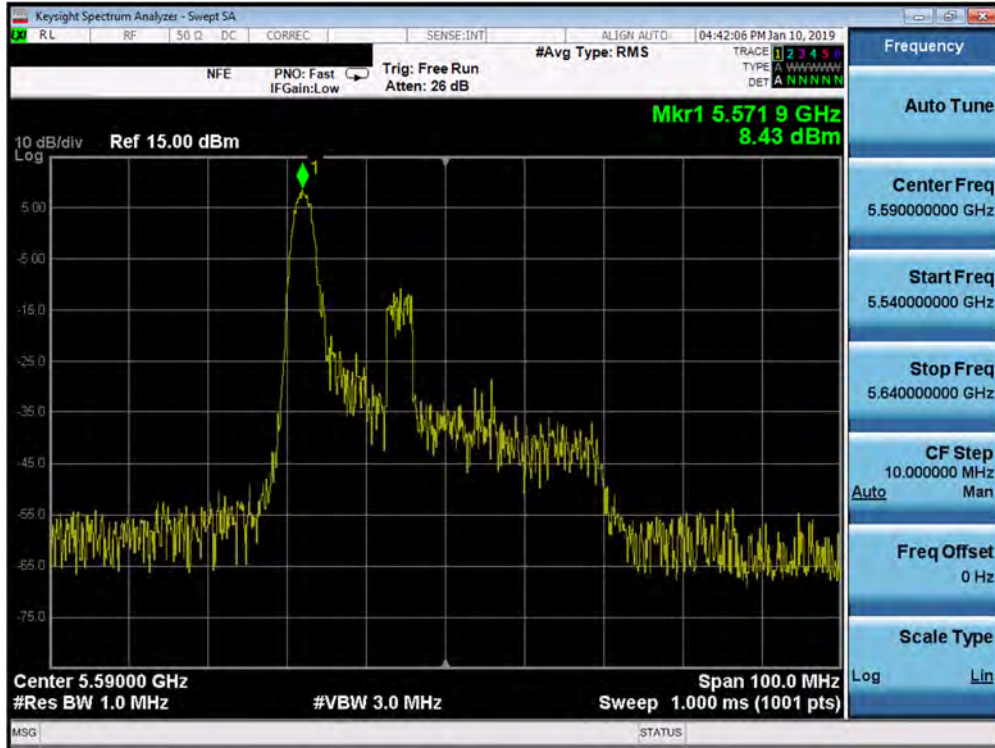 Keysight Spectrum Analyzer - Swept SA
LXI RL RF 50 Ω DC CORREC SENSE:INT ALIGN AUTO 04:42:06 PM Jan 10, 2019
Frequency
#Avg Type: RMS TRACE 1 2 3 4 5 6
NFE PNO: Fast Trig: Free Run TYPE A WWWWW
IFGain:Low Atten: 26 dB DET A N N N N N
Auto Tune
Mkr1 5.571 9 GHz
10 dB/div Ref 15.00 dBm 8.43 dBm
Log
1
5.00
-5.00
-15.0
-25.0
-35.0
-45.0
-55.0
-65.0
-75.0
Center Freq
5.590000000 GHz
Start Freq
5.540000000 GHz
Stop Freq
5.640000000 GHz
CF Step
10.000000 MHz
Auto Man
Freq Offset
0 Hz
Scale Type
Log Lin
Center 5.59000 GHz Span 100.0 MHz
#Res BW 1.0 MHz #VBW 3.0 MHz Sweep 1.000 ms (1001 pts)
MSG STATUS